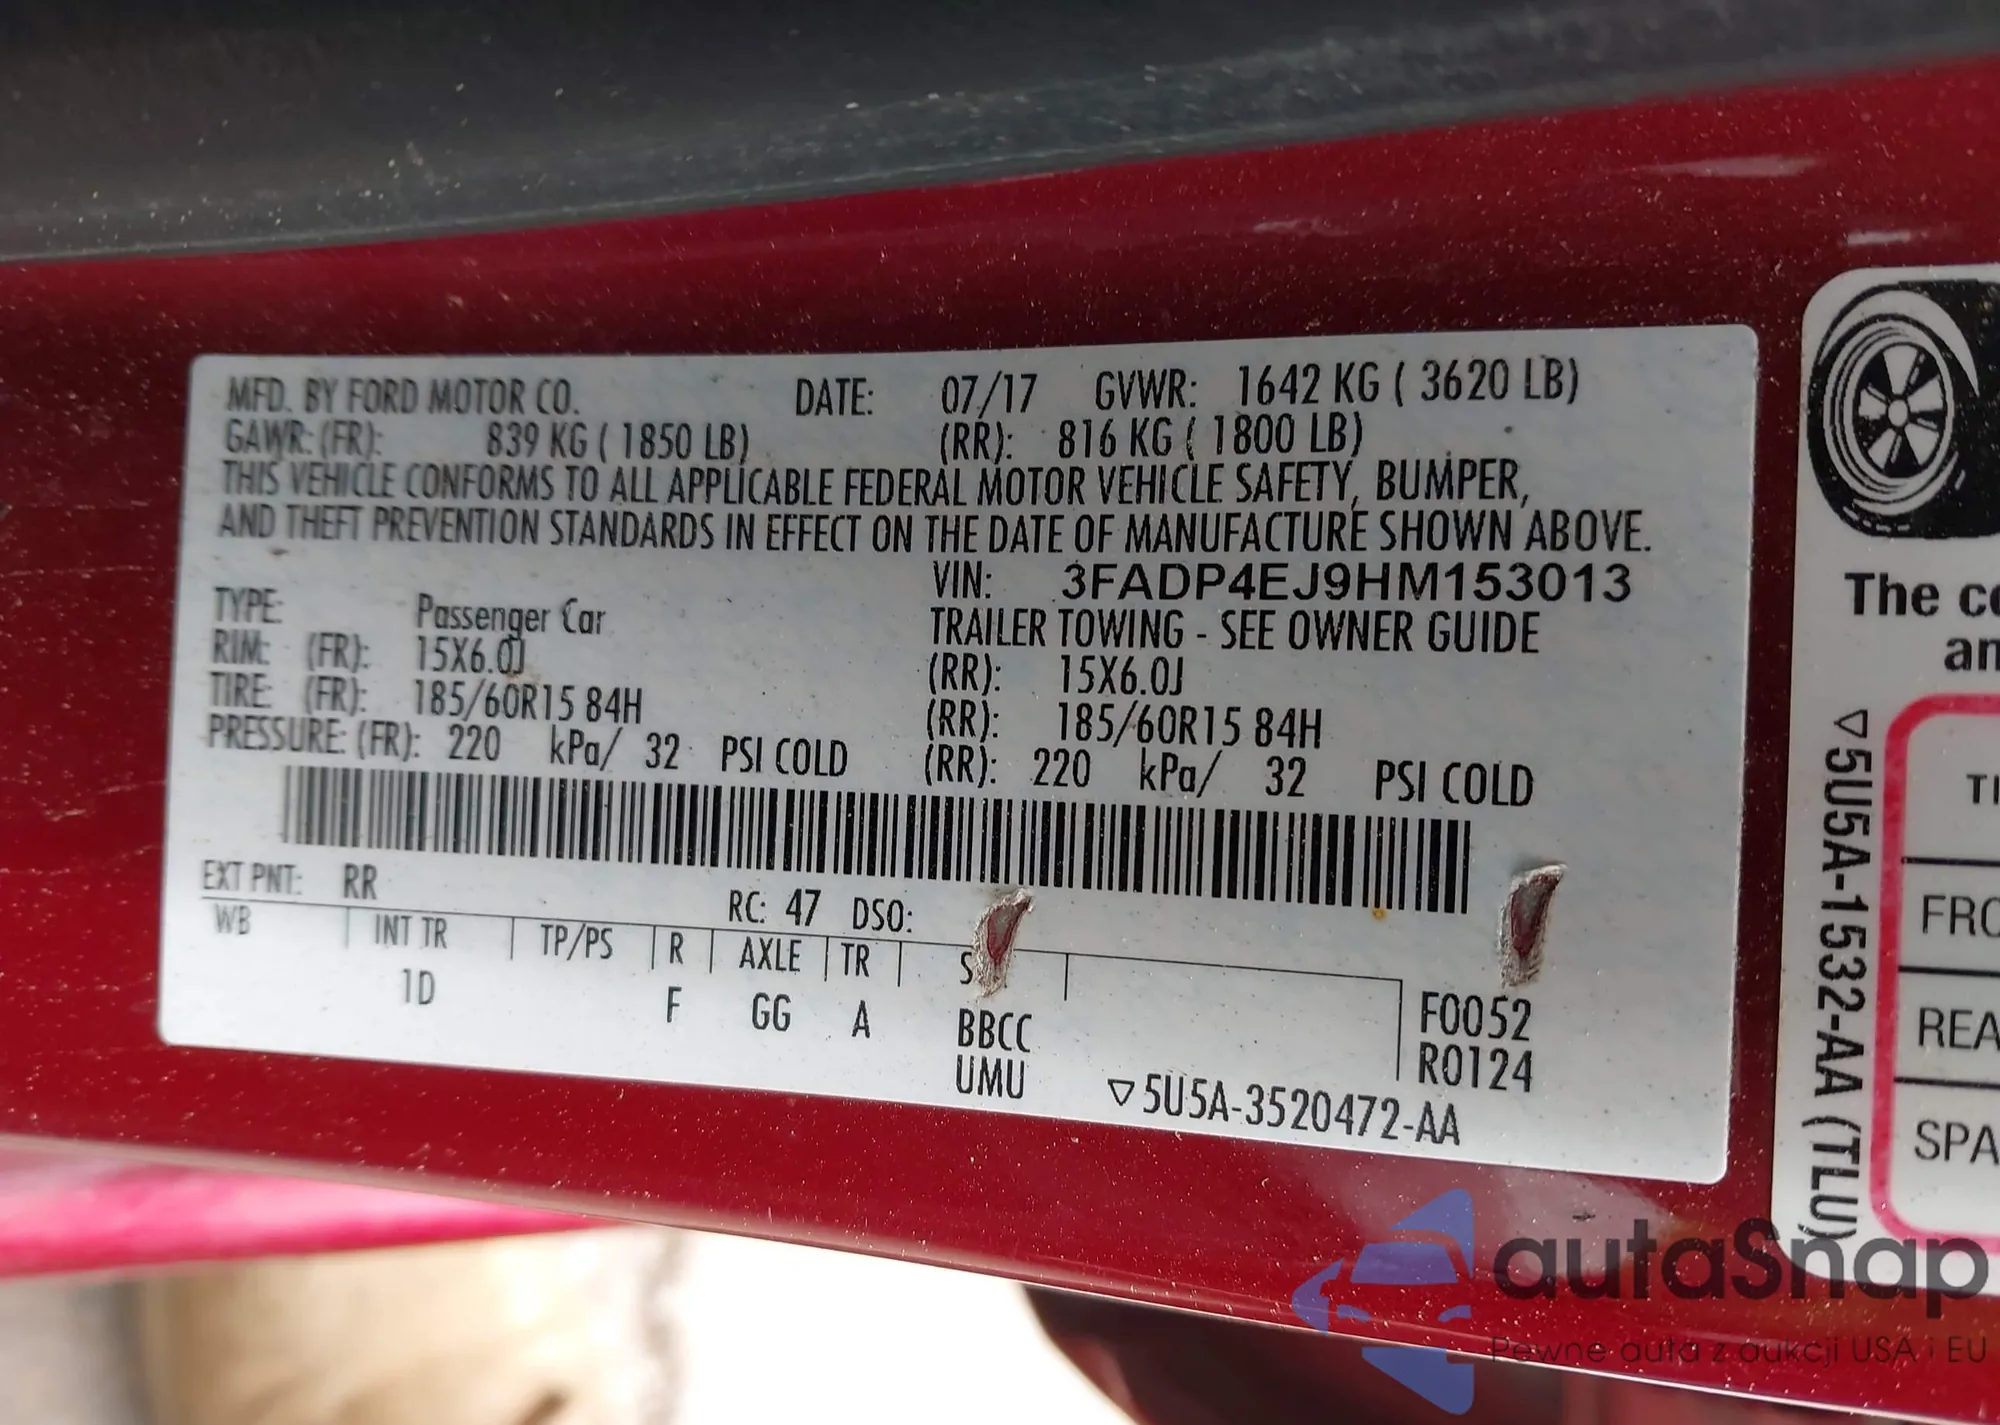 MFD. BY FORD MOTOR CO. DATE: 07/17 GVWR: 1642 KG ( 3620 LB)
GAWR: (FR): 839 KG ( 1850 LB) (RR): 816 KG ( 1800 LB)
THIS VEHICLE CONFORMS TO ALL APPLICABLE FEDERAL MOTOR VEHICLE SAFETY, BUMPER,
AND THEFT PREVENTION STANDARDS IN EFFECT ON THE DATE OF MANUFACTURE SHOWN ABOVE.
VIN: 3FADP4EJ9HM153013
TYPE: Passenger Car TRAILER TOWING - SEE OWNER GUIDE
RIM: (FR): 15X6.0J (RR): 15X6.0J
TIRE: (FR): 185/60R15 84H (RR): 185/60R15 84H
PRESSURE: (FR): 220 kPa/ 32 PSI COLD (RR): 220 kPa/ 32 PSI COLD
EXT PNT: RR RC: 47 DSO:
WB INT TR TP/PS R AXLE TR S
1D F GG A BBCC F0052
UMU R0124
▽5U5A-3520472-AA
The co
an
▽5U5A-1532-AA (TLU)
TI
FRO
REA
SPA
autaSnap
Pewne auta z aukcji USA i EU